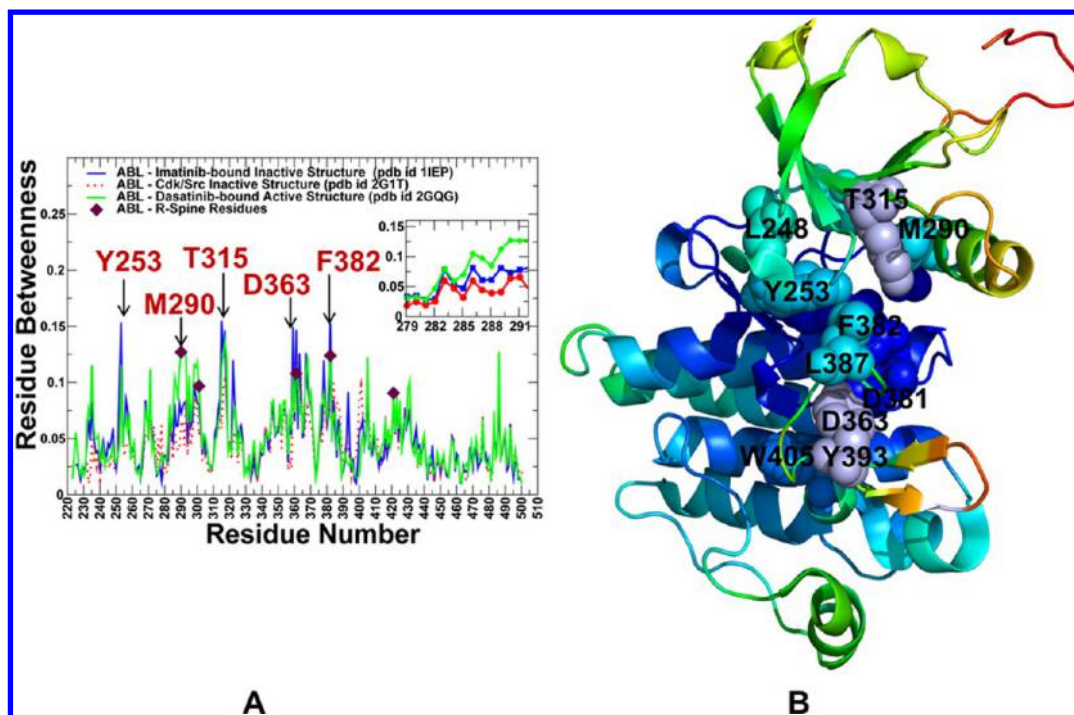 ABL - Imatinib-bound Inactive Structure (pdb id 1IEP)
ABL - Cdk/Src Inactive Structure (pdb id 2G1T)
ABL - Dasatinib-bound Active Structure (pdb id 2GQG)
ABL - R-Spine Residues
Residue Betweeness
0.25
0.2
0.15
0.1
0.05
0
Y253
M290
T315
D363
F382
0.15
0.1
0.05
0
279 282 285 288 291
220 230 240 250 260 270 280 290 300 310 320 330 340 350 360 370 380 390 400 410 420 430 440 450 460 470 480 490 500 510
Residue Number
A
T315
L248
M290
Y253
F382
L387
D381
D363
W405 Y393
B